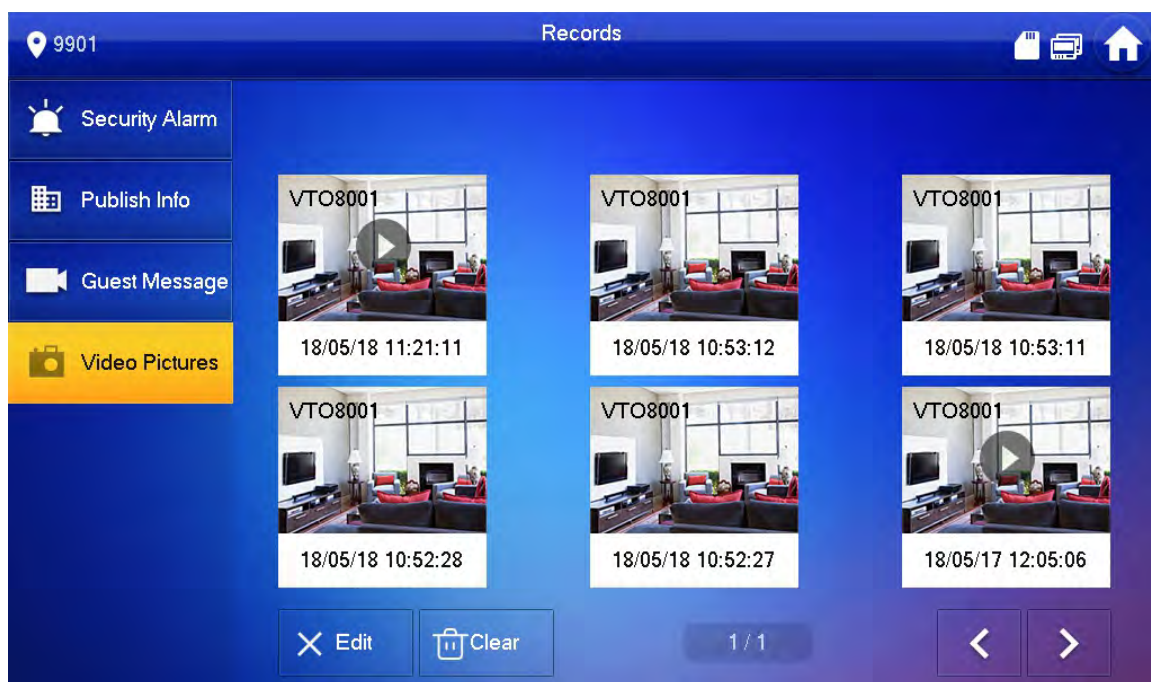 9901
Records
Security Alarm
Publish Info
Guest Message
Video Pictures
VTO8001
VTO8001
VTO8001
18/05/18 11:21:11
18/05/18 10:53:12
18/05/18 10:53:11
VTO8001
VTO8001
VTO8001
18/05/18 10:52:28
18/05/18 10:52:27
18/05/17 12:05:06
Edit
Clear
1/1